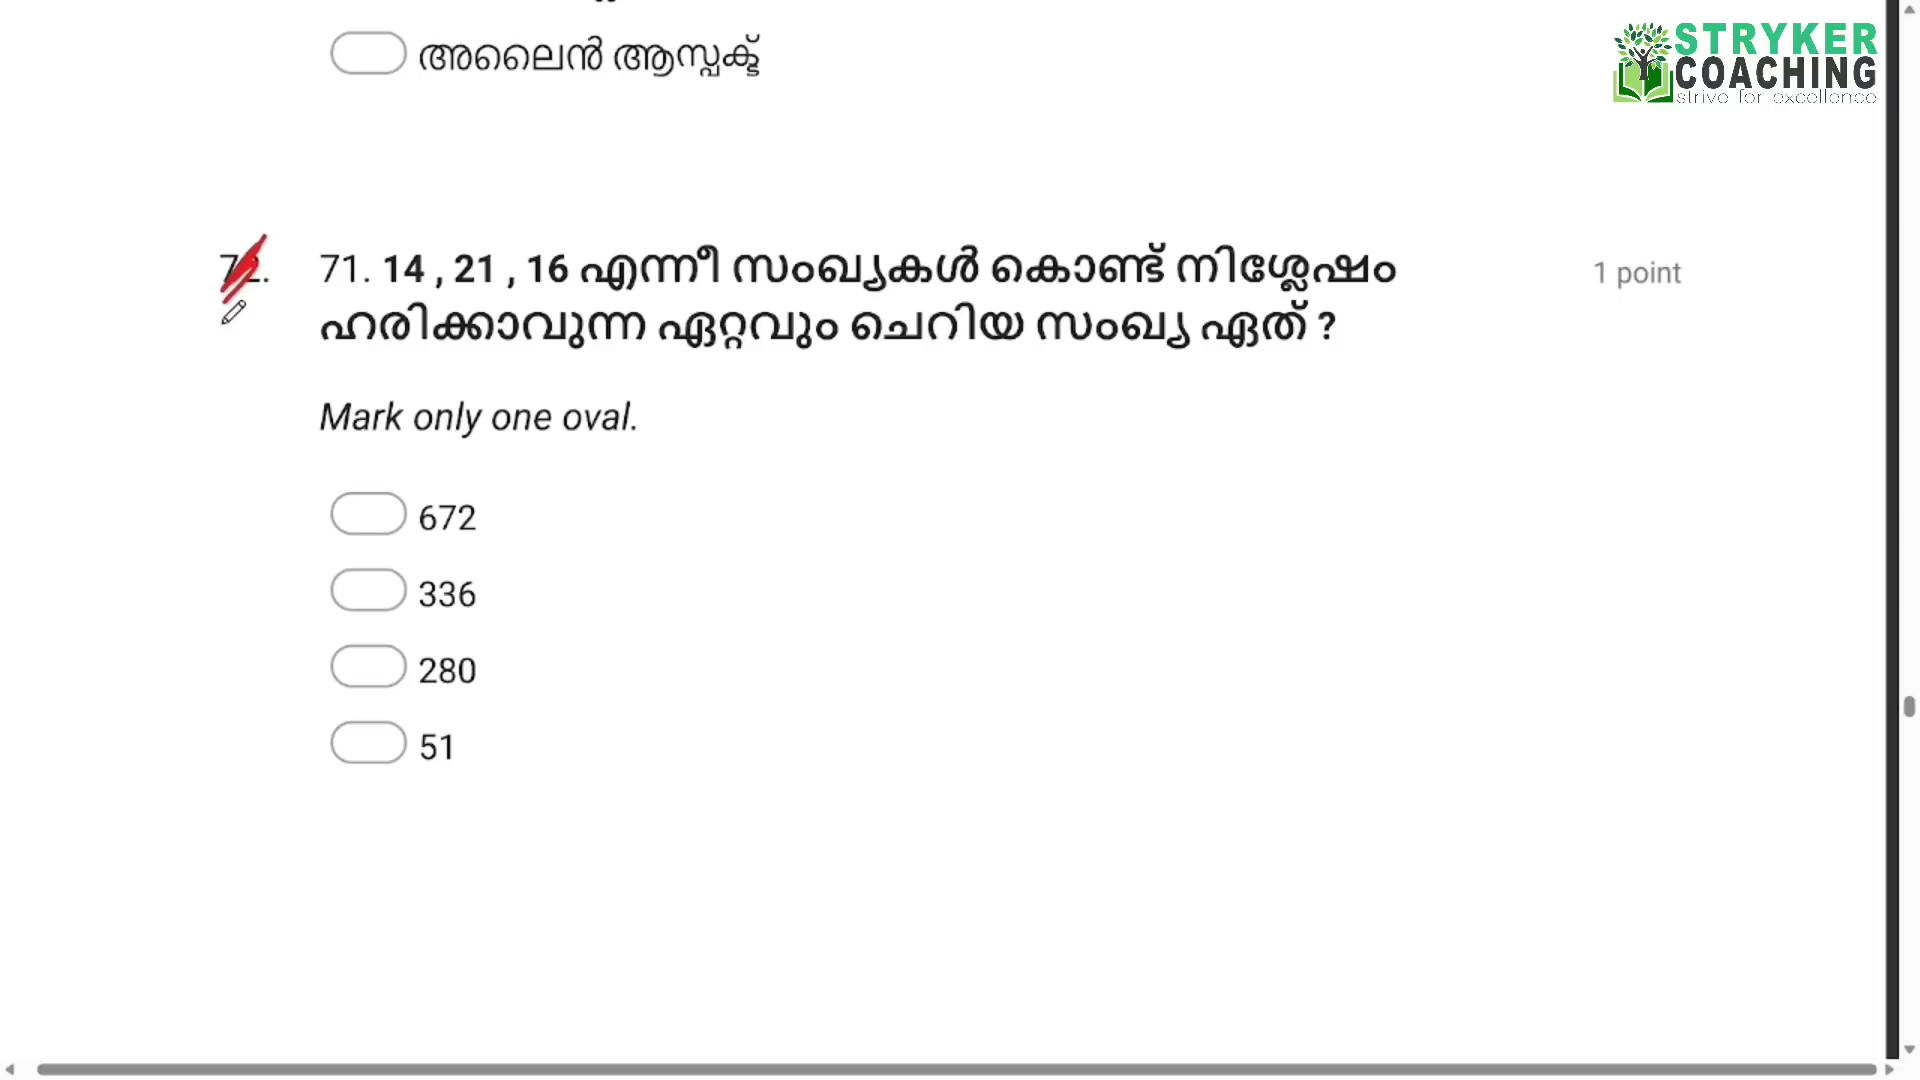 അലൈൻ ആസ്പക്ട്
STRYKER
COACHING
strive for excellence
71. 14 , 21 , 16 എന്നീ സംഖ്യകൾ കൊണ്ട് നിശ്ശേഷം
1 point
ഹരിക്കാവുന്ന ഏറ്റവും ചെറിയ സംഖ്യ ഏത് ?
Mark only one oval.
672
336
280
51